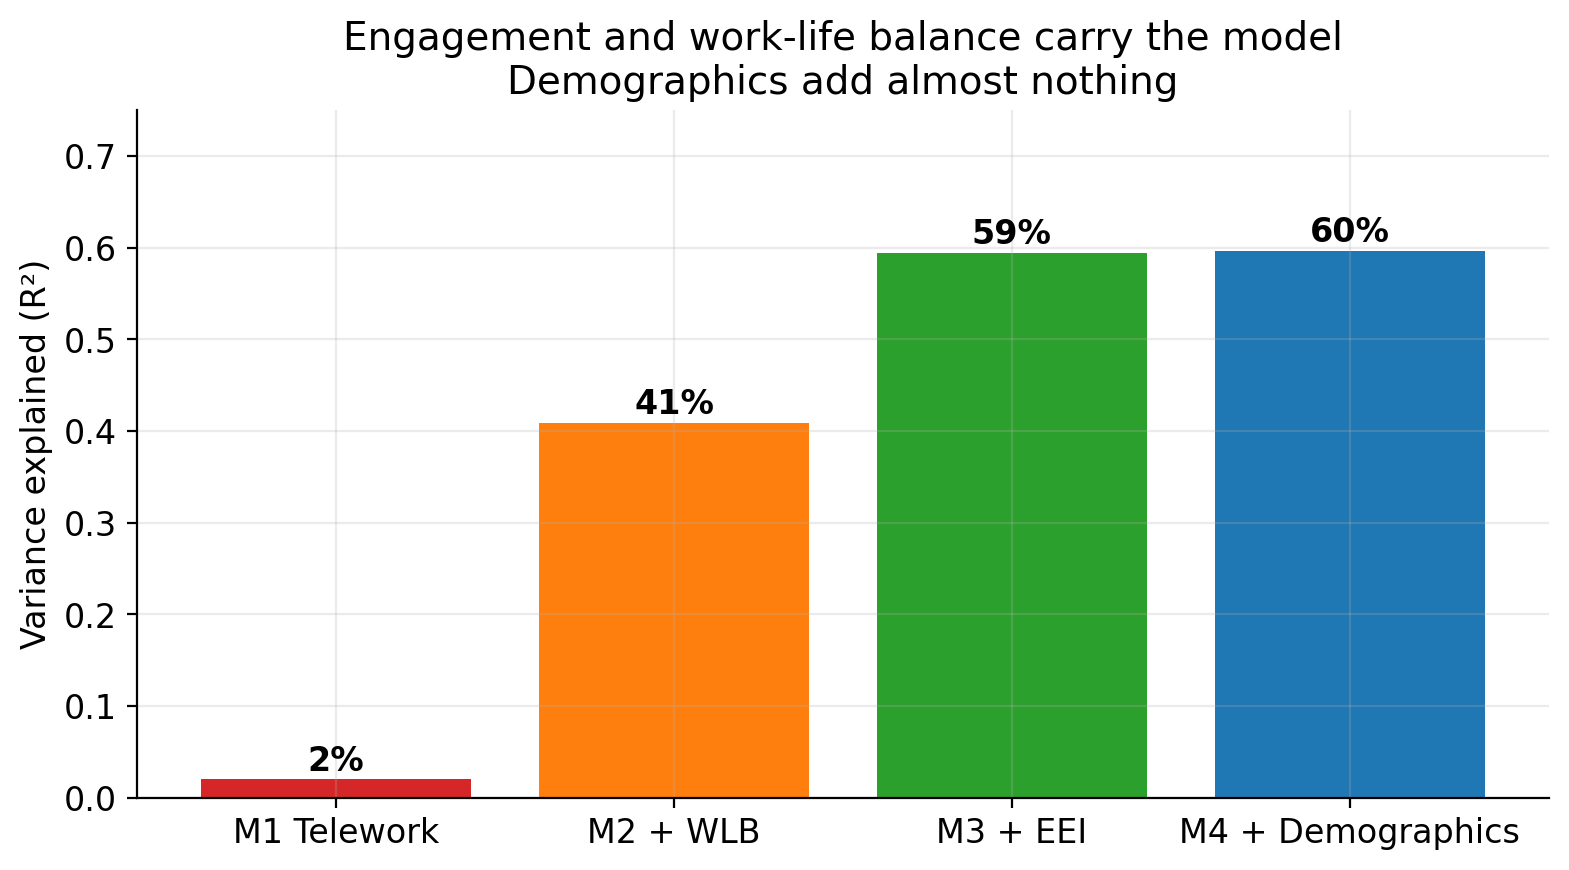 Engagement and work-life balance carry the model
Demographics add almost nothing
Variance explained (R²)
0.7
0.6
0.5
0.4
0.3
0.2
0.1
0.0
2%
41%
59%
60%
M1 Telework
M2 + WLB
M3 + EEI
M4 + Demographics